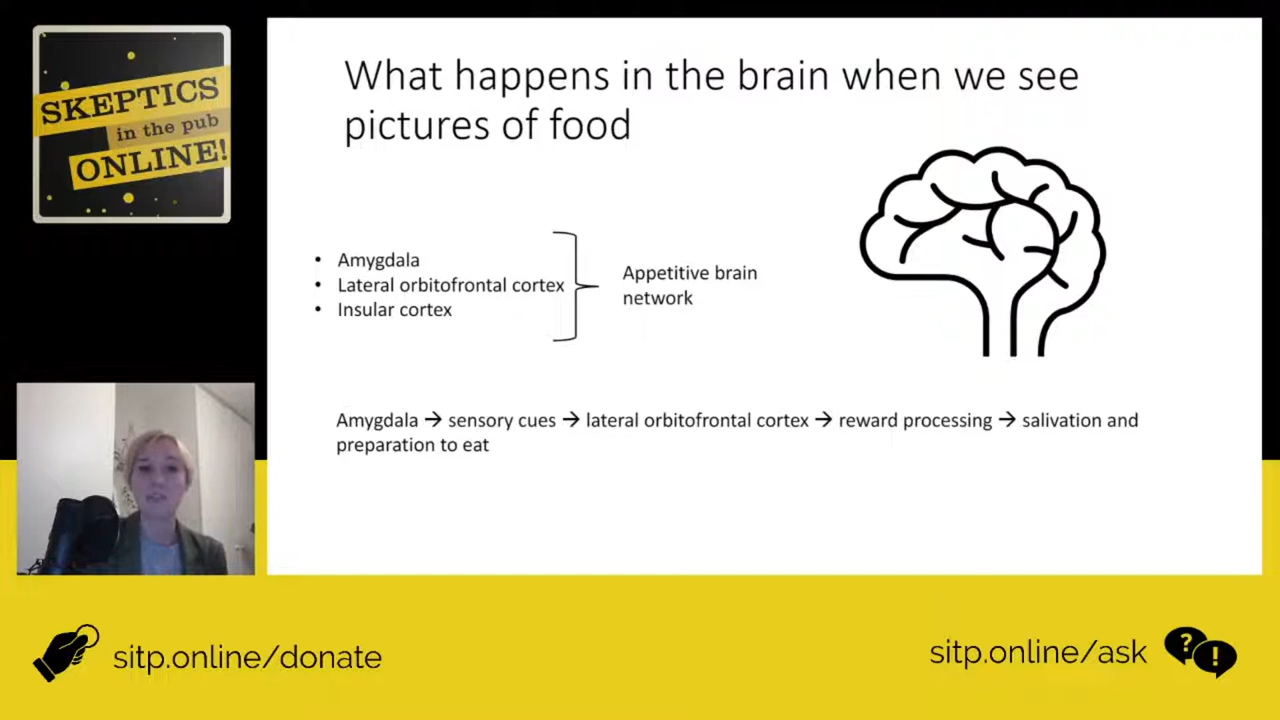 SKEPTICS
in the pub
ONLINE!
What happens in the brain when we see
pictures of food
• Amygdala
• Lateral orbitofrontal cortex
• Insular cortex
Appetitive brain
network
Amygdala → sensory cues → lateral orbitofrontal cortex → reward processing → salivation and
preparation to eat
sitp.online/donate
sitp.online/ask
?
!